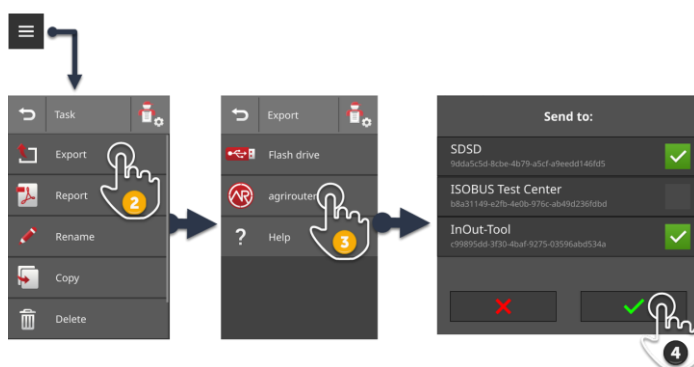 Task
Export
2
Report
Rename
Copy
Delete
Export
Flash drive
agrirouter
3
Help
?
Send to:
SDSD
9dda5c5d-8cbe-4b79-a5cf-a9eedd146fd5
ISOBUS Test Center
b8a31149-e2fb-4e0b-976c-ab49d236fdbd
InOut-Tool
c99895dd-3f30-4baf-9275-03596abd534a
4